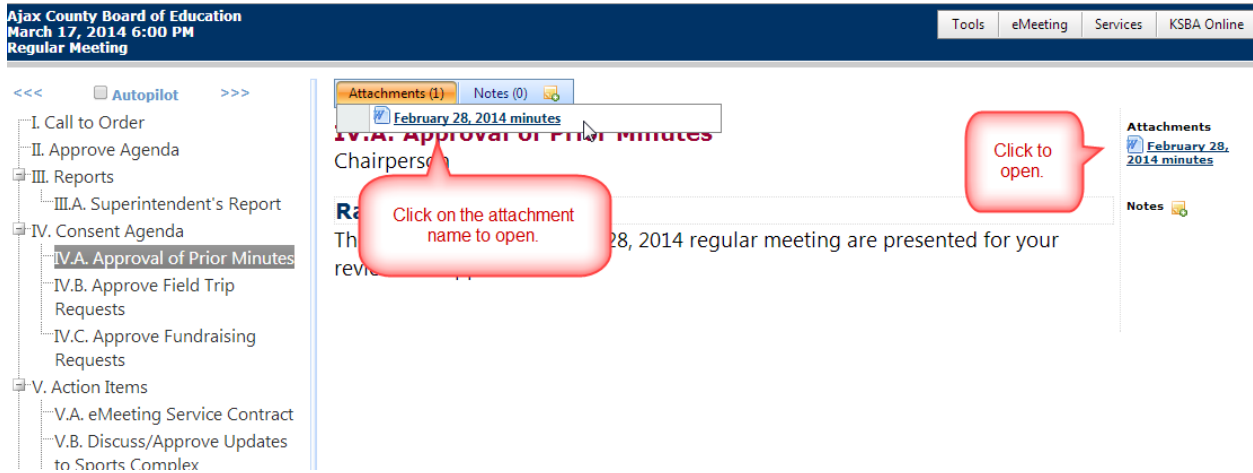 Ajax County Board of Education
March 17, 2014 6:00 PM
Regular Meeting
Tools eMeeting Services KSBA Online
<<< Autopilot >>>
I. Call to Order
II. Approve Agenda
III. Reports
III.A. Superintendent's Report
IV. Consent Agenda
IV.A. Approval of Prior Minutes
IV.B. Approve Field Trip
Requests
IV.C. Approve Fundraising
Requests
V. Action Items
V.A. eMeeting Service Contract
V.B. Discuss/Approve Updates
to Sports Complex
Attachments (1) Notes (0)
February 28, 2014 minutes
IV.A. Approval of Prior Minutes
Chairperson
Click on the attachment
name to open.
28, 2014 regular meeting are presented for your
Click to
open.
Attachments
February 28,
2014 minutes
Notes